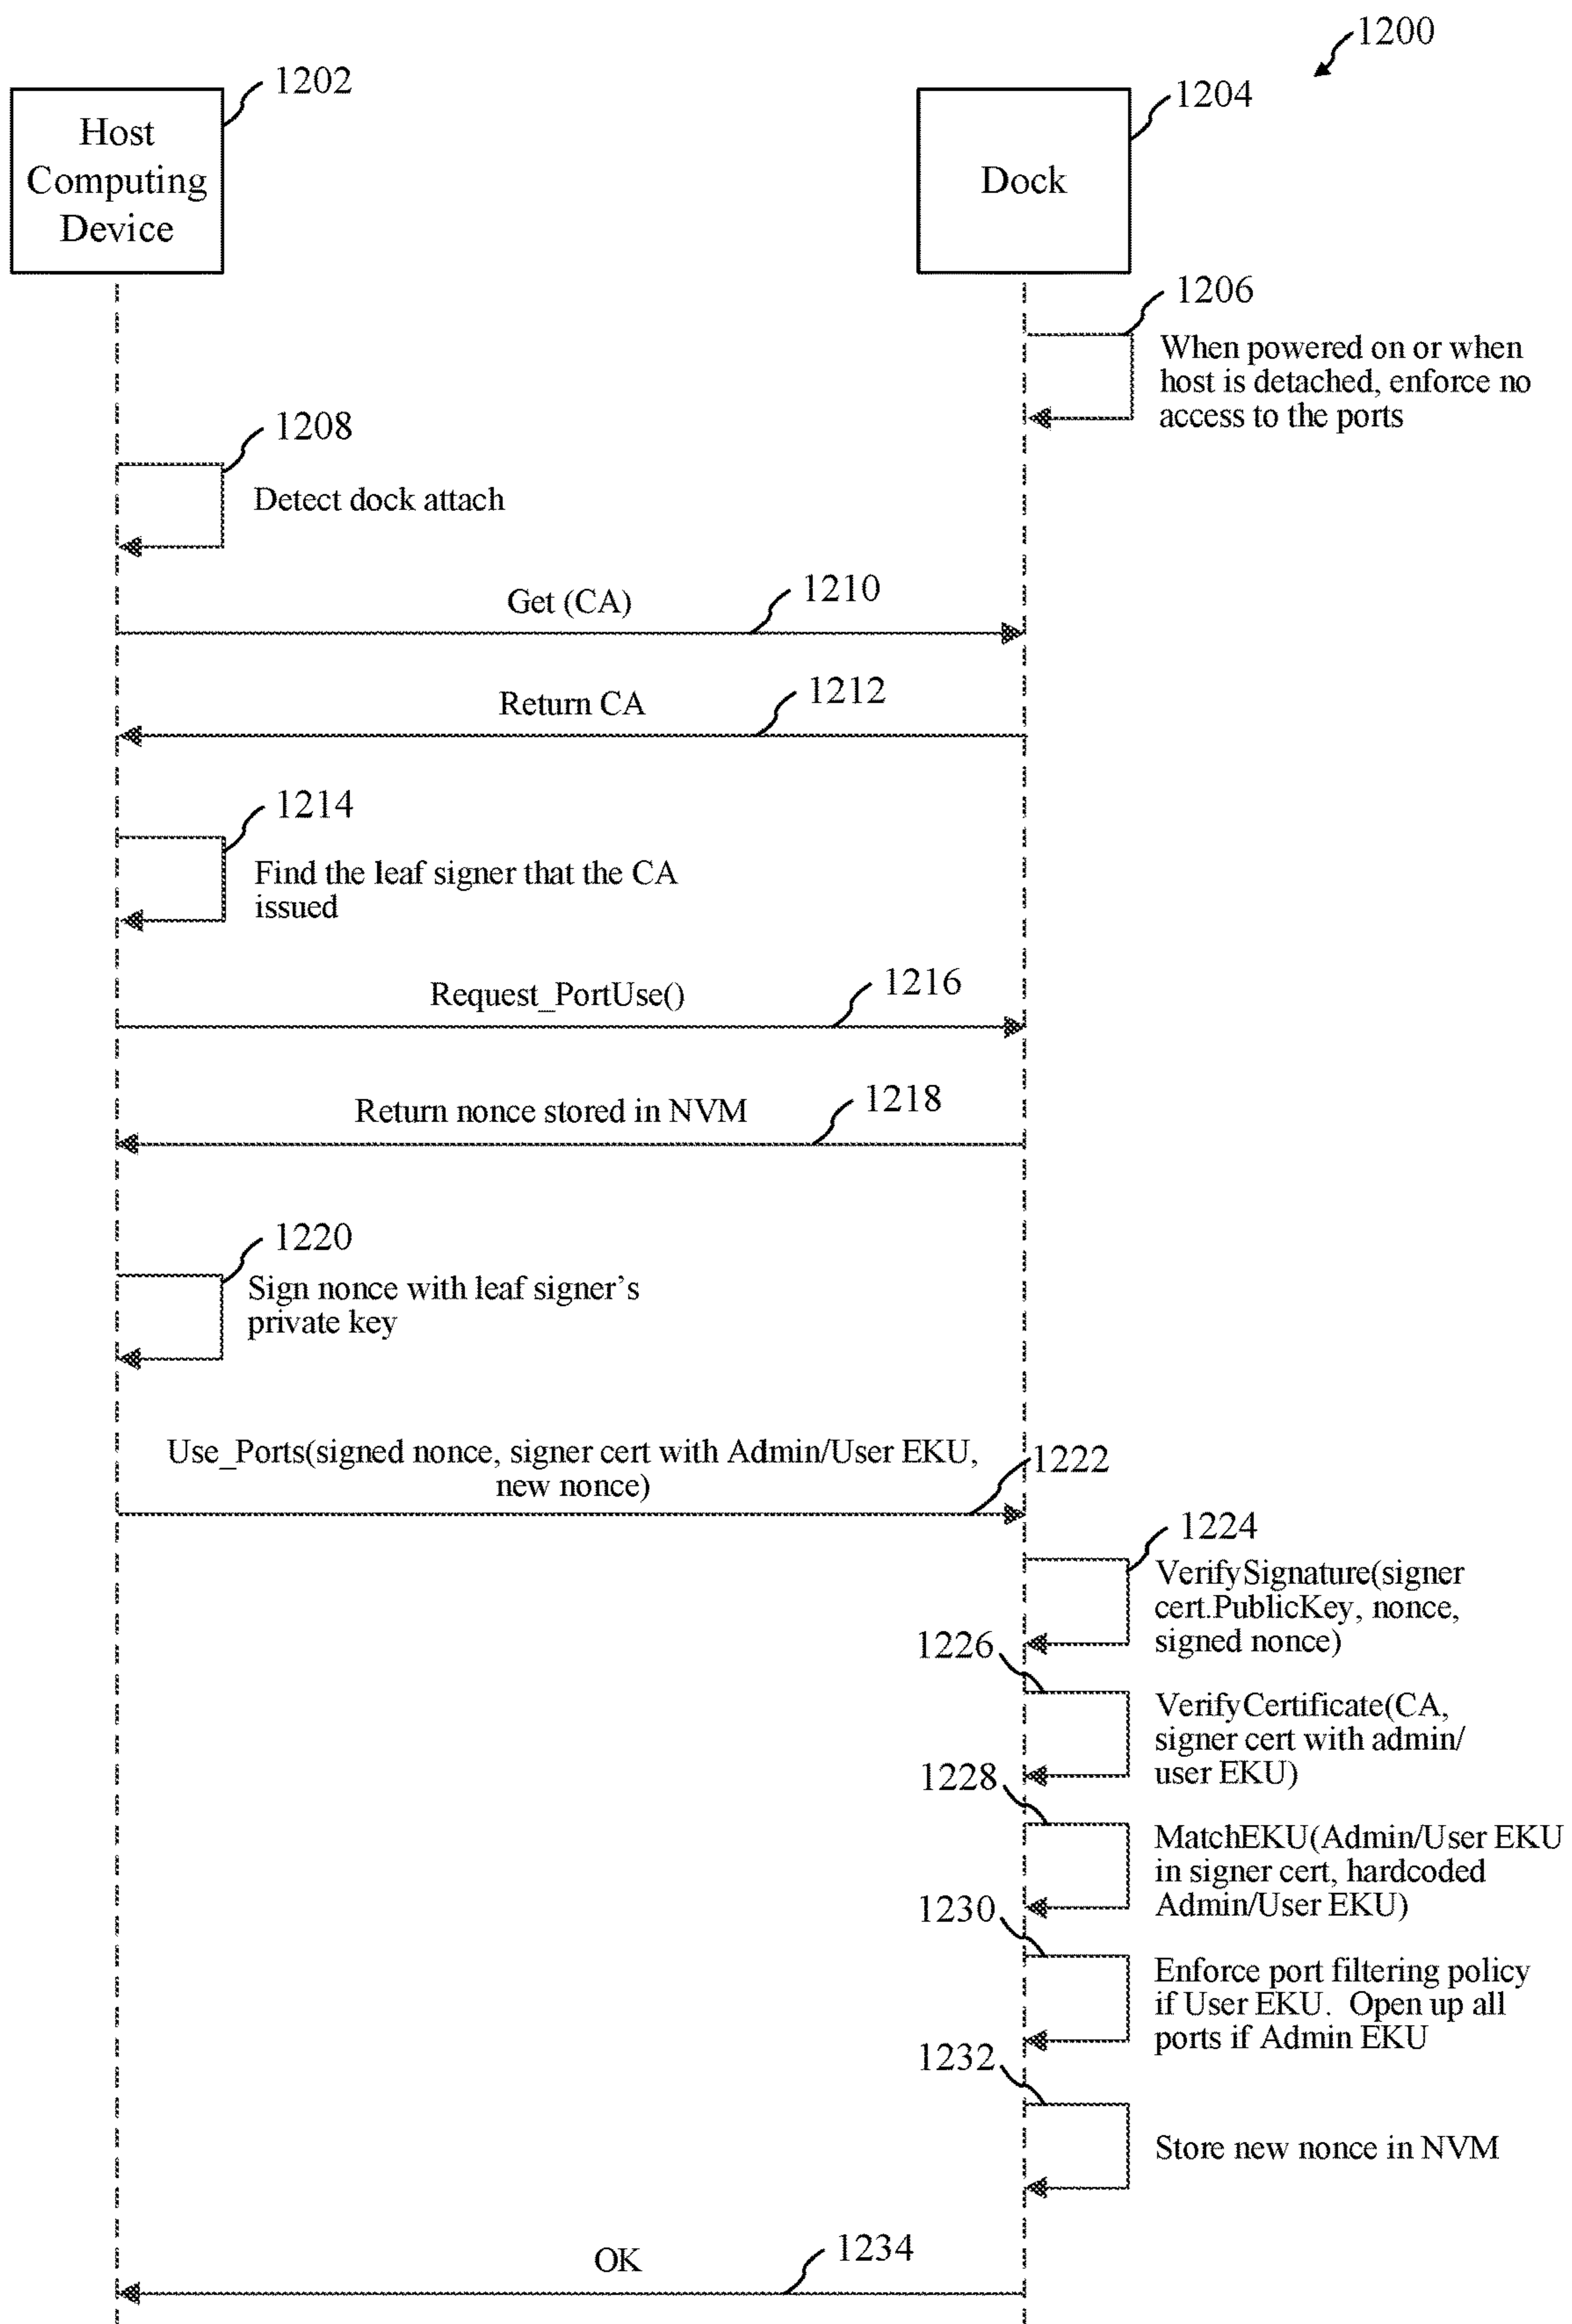 1200
1202
Host
Computing
Device
1204
Dock
1206
When powered on or when
host is detached, enforce no
access to the ports
1208
Detect dock attach
Get (CA)
1210
Return CA
1212
1214
Find the leaf signer that the CA
issued
Request_PortUse()
1216
Return nonce stored in NVM
1218
1220
Sign nonce with leaf signer’s
private key
Use_Ports(signed nonce, signer cert with Admin/User EKU,
new nonce)
1222
1224
VerifySignature(signer
cert.PublicKey, nonce,
signed nonce)
1226
VerifyCertificate(CA,
signer cert with admin/
user EKU)
1228
MatchEKU(Admin/User EKU
in signer cert, hardcoded
Admin/User EKU)
1230
Enforce port filtering policy
if User EKU. Open up all
ports if Admin EKU
1232
Store new nonce in NVM
OK
1234